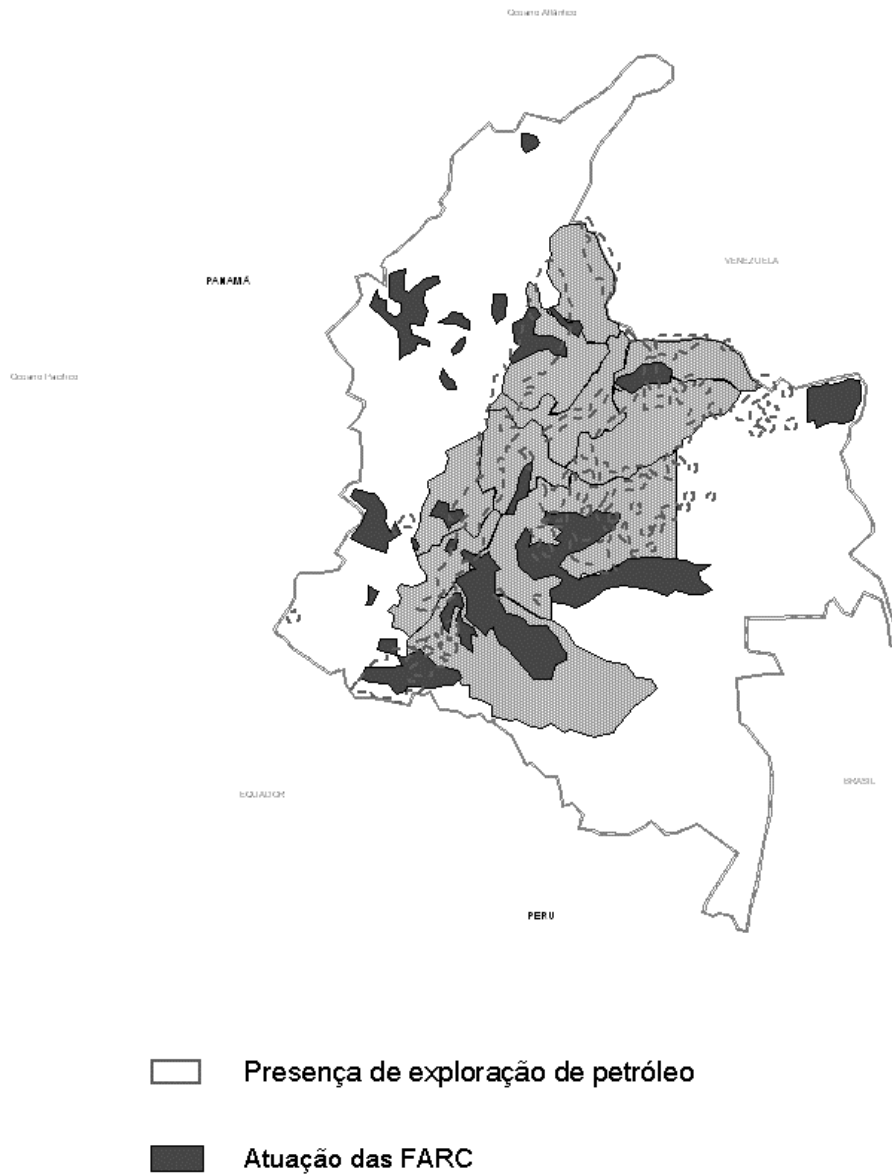 Oceano Atlântico
VENEZUELA
PANAMÁ
Oceano Pacífico
EQUADOR
BRASIL
PERU
Presença de exploração de petróleo
Atuação das FARC